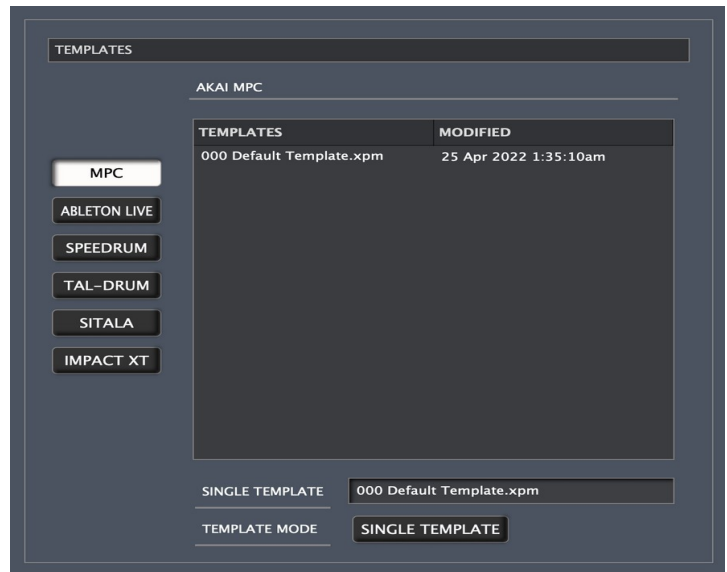 TEMPLATES
AKAI MPC
TEMPLATES MODIFIED
000 Default Template.xpm 25 Apr 2022 1:35:10am
MPC
ABLETON LIVE
SPEEDRUM
TAL-DRUM
SITALA
IMPACT XT
SINGLE TEMPLATE 000 Default Template.xpm
TEMPLATE MODE SINGLE TEMPLATE